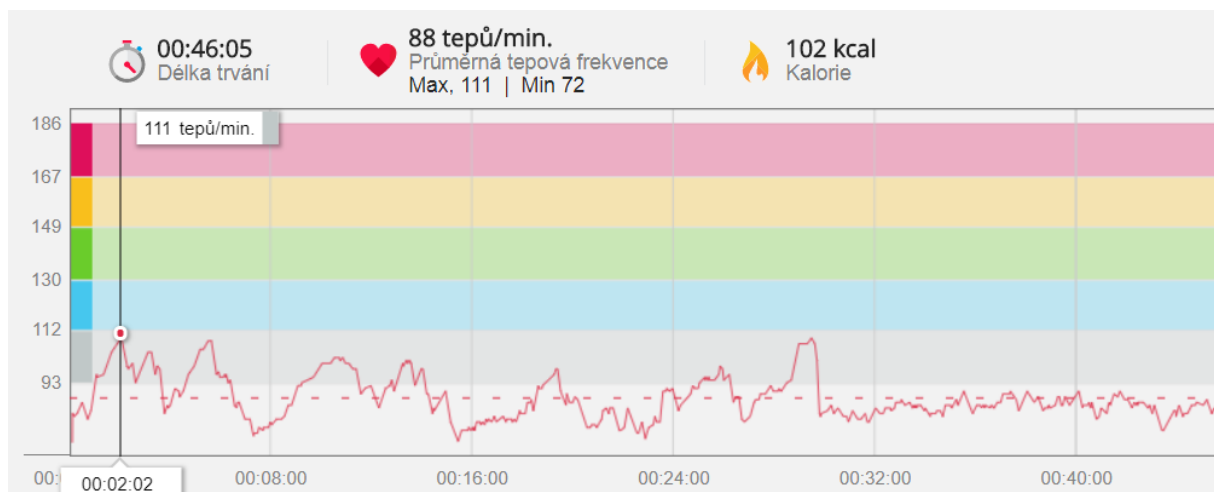 00:46:05
Délka trvání
88 tepů/min.
Průměrná tepová frekvence
Max, 111 | Min 72
102 kcal
Kalorie
111 tepů/min.
186
167
149
130
112
93
00:
00:02:02
00:08:00
00:16:00
00:24:00
00:32:00
00:40:00